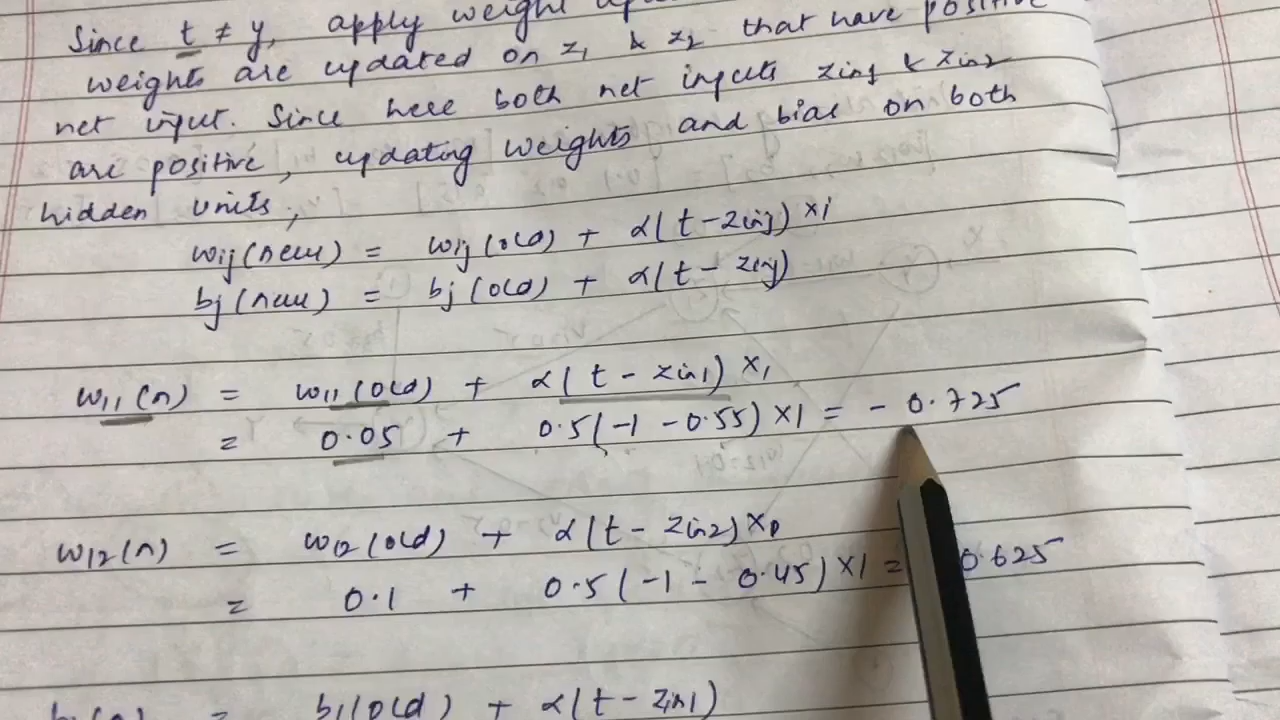 Since t ≠ y, apply weight
weights are updated on z1 & z2 that have positive
net input. Since here both net inputs zin1 & zin2
are positive, updating weights and bias on both
hidden units,
wij(new) = wij(old) + α(t - zinj) xi
bj(new) = bj(old) + α(t - zinj)
w11(n) = w11(old) + α(t - zin1) x1
= 0.05 + 0.5(-1 - 0.55) x1 = - 0.725
w12(n) = w12(old) + α(t - zin2) x1
= 0.1 + 0.5(-1 - 0.45) x1 = 0.625
b1(n) = b1(old) + α(t - zin1)